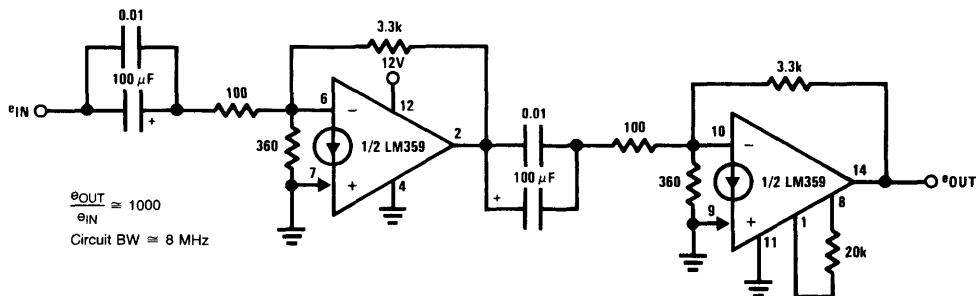 0.01
100 μF
+
eIN
100
3.3k
12V
6
12
−
360
1/2 LM359
7
+
2
4
0.01
100 μF
+
100
3.3k
10
−
360
1/2 LM359
9
+
14
eOUT
8
1
11
20k
eOUT
eIN
≅ 1000
Circuit BW ≅ 8 MHz